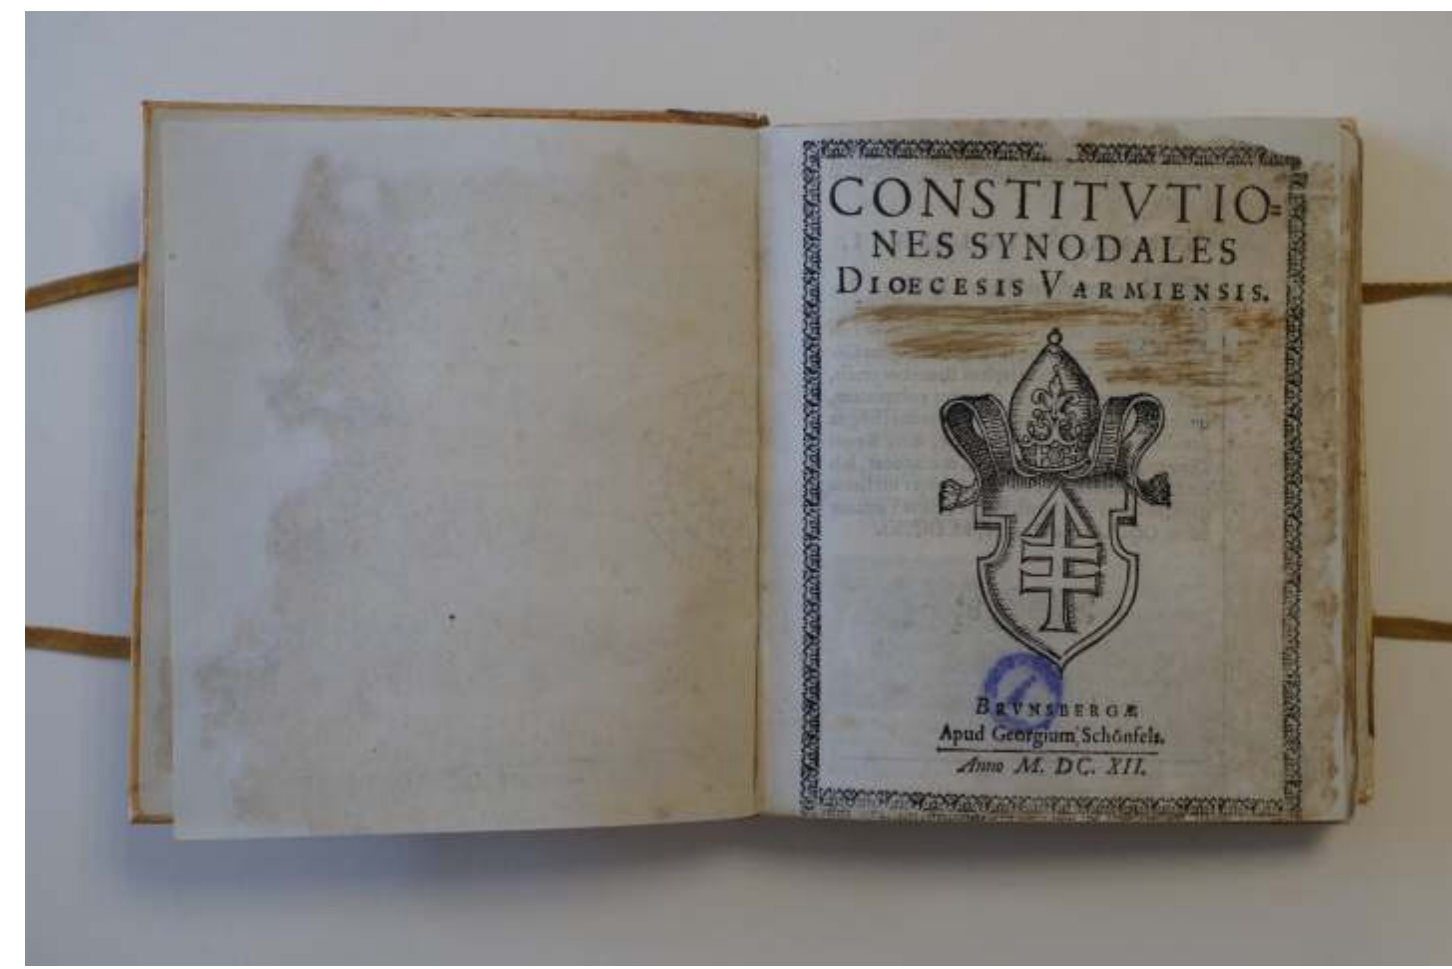 CONSTITVTIO=
NES SYNODALES
DIOECESIS VARMIENSIS.
BRVNSBERGÆ
Apud Georgium Schönfels.
Anno M. DC. XII.